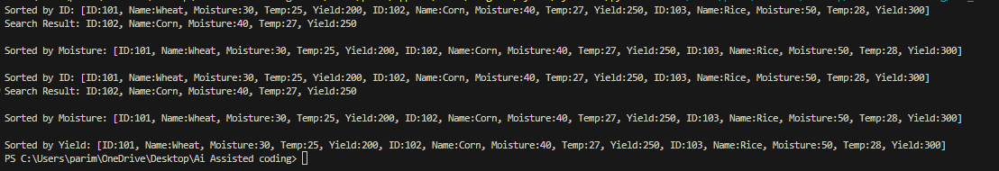 Sorted by ID: [ID:101, Name:Wheat, Moisture:30, Temp:25, Yield:200, ID:102, Name:Corn, Moisture:40, Temp:27, Yield:250, ID:103, Name:Rice, Moisture:50, Temp:28, Yield:300]
Search Result: ID:102, Name:Corn, Moisture:40, Temp:27, Yield:250
Sorted by Moisture: [ID:101, Name:Wheat, Moisture:30, Temp:25, Yield:200, ID:102, Name:Corn, Moisture:40, Temp:27, Yield:250, ID:103, Name:Rice, Moisture:50, Temp:28, Yield:300]
Sorted by ID: [ID:101, Name:Wheat, Moisture:30, Temp:25, Yield:200, ID:102, Name:Corn, Moisture:40, Temp:27, Yield:250, ID:103, Name:Rice, Moisture:50, Temp:28, Yield:300]
Search Result: ID:102, Name:Corn, Moisture:40, Temp:27, Yield:250
Sorted by Moisture: [ID:101, Name:Wheat, Moisture:30, Temp:25, Yield:200, ID:102, Name:Corn, Moisture:40, Temp:27, Yield:250, ID:103, Name:Rice, Moisture:50, Temp:28, Yield:300]
Sorted by Yield: [ID:101, Name:Wheat, Moisture:30, Temp:25, Yield:200, ID:102, Name:Corn, Moisture:40, Temp:27, Yield:250, ID:103, Name:Rice, Moisture:50, Temp:28, Yield:300]
PS C:\Users\parim\OneDrive\Desktop\Ai Assisted coding>